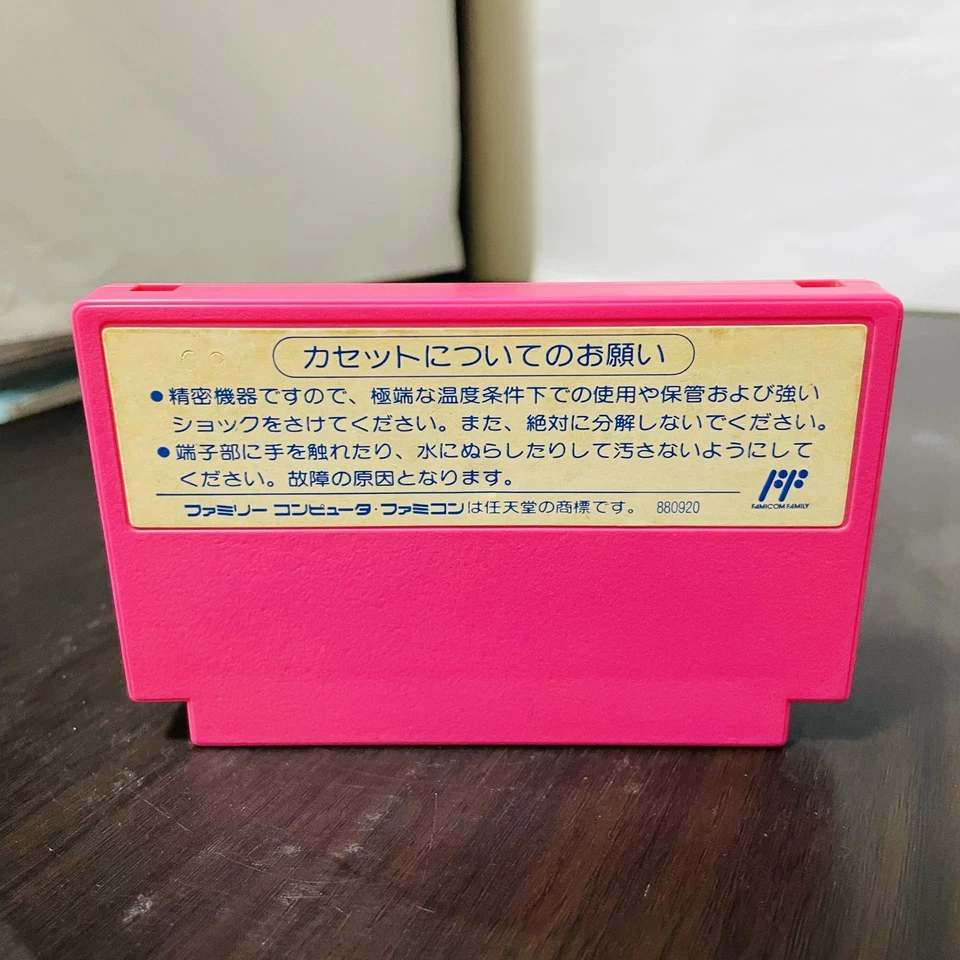 カセットについてのお願い
●精密機器ですので、極端な温度条件下での使用や保管および強い
ショックをさけてください。また、絶対に分解しないでください。
●端子部に手を触れたり、水にぬらしたりして汚さないようにして
ください。故障の原因となります。
FAMICOM FAMILY
ファミリー コンピュータ・ファミコンは任天堂の商標です。 880920